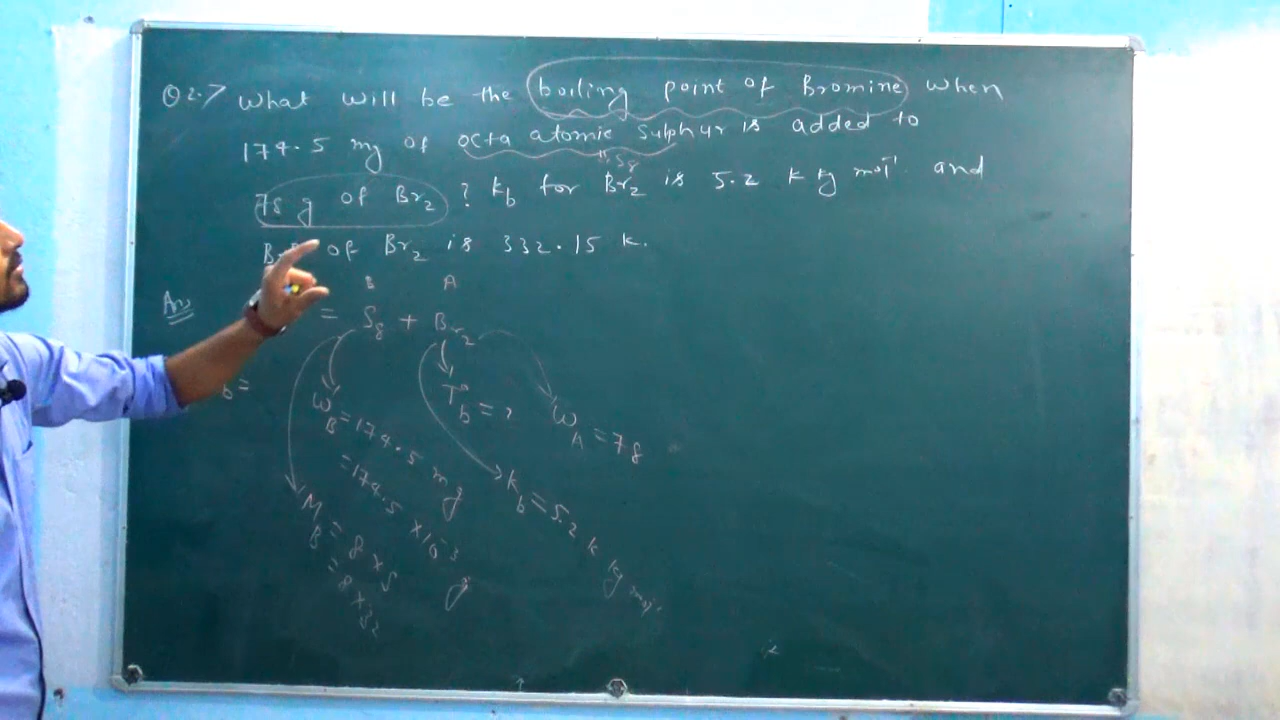 Q 2.7 What will be the boiling point of Bromine when
174.5 mg of octa atomic sulphur is added to
"S₈
78 g of Br₂ ? Kb for Br₂ is 5.2 K kg mol⁻¹ and
of Br₂ is 332.15 K.
B A
Ans = S₈ + Br₂
b =
W_B = 174.5 mg
= 174.5 × 10⁻³ g
T°b = ?
W_A = 78
Kb = 5.2 K kg mol⁻¹
M_B = 8 × S
= 8 × 32